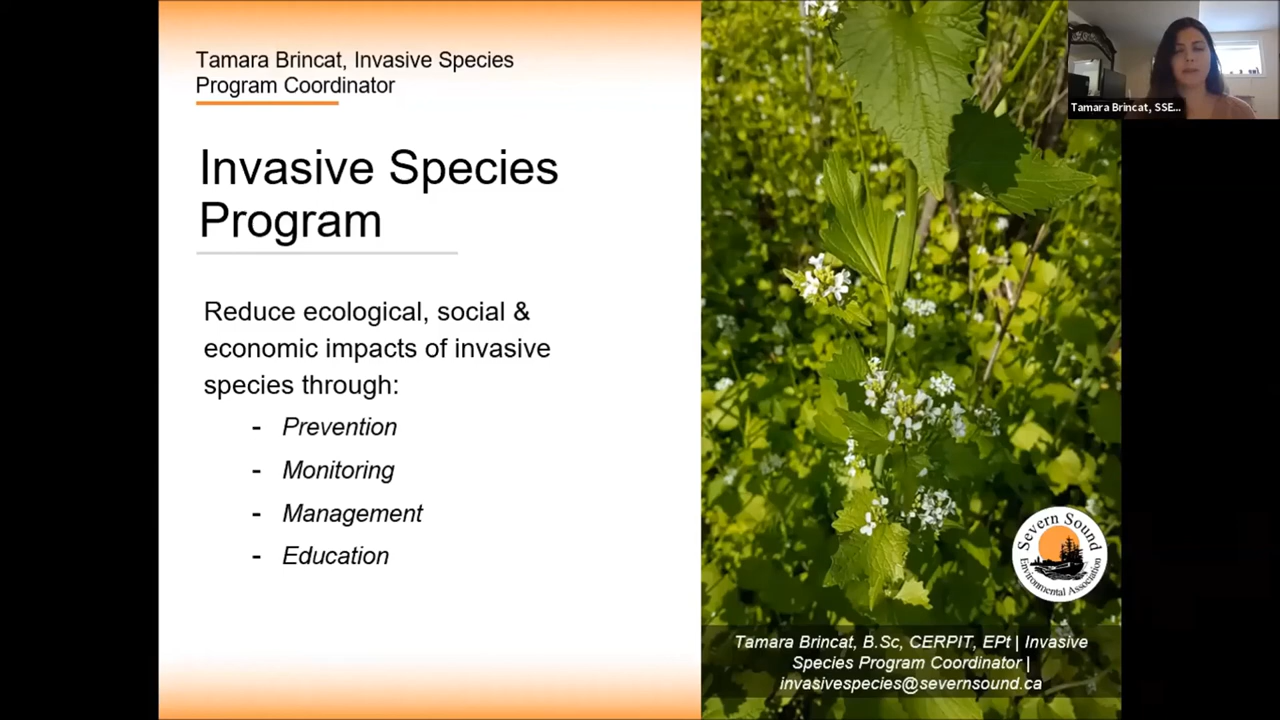 Tamara Brincat, Invasive Species
Program Coordinator
Invasive Species
Program
Reduce ecological, social &
economic impacts of invasive
species through:
- Prevention
- Monitoring
- Management
- Education
Tamara Brincat, SSE...
Severn Sound
Environmental Association
Tamara Brincat, B.Sc, CERPIT, EPt | Invasive
Species Program Coordinator |
invasivespecies@severnsound.ca